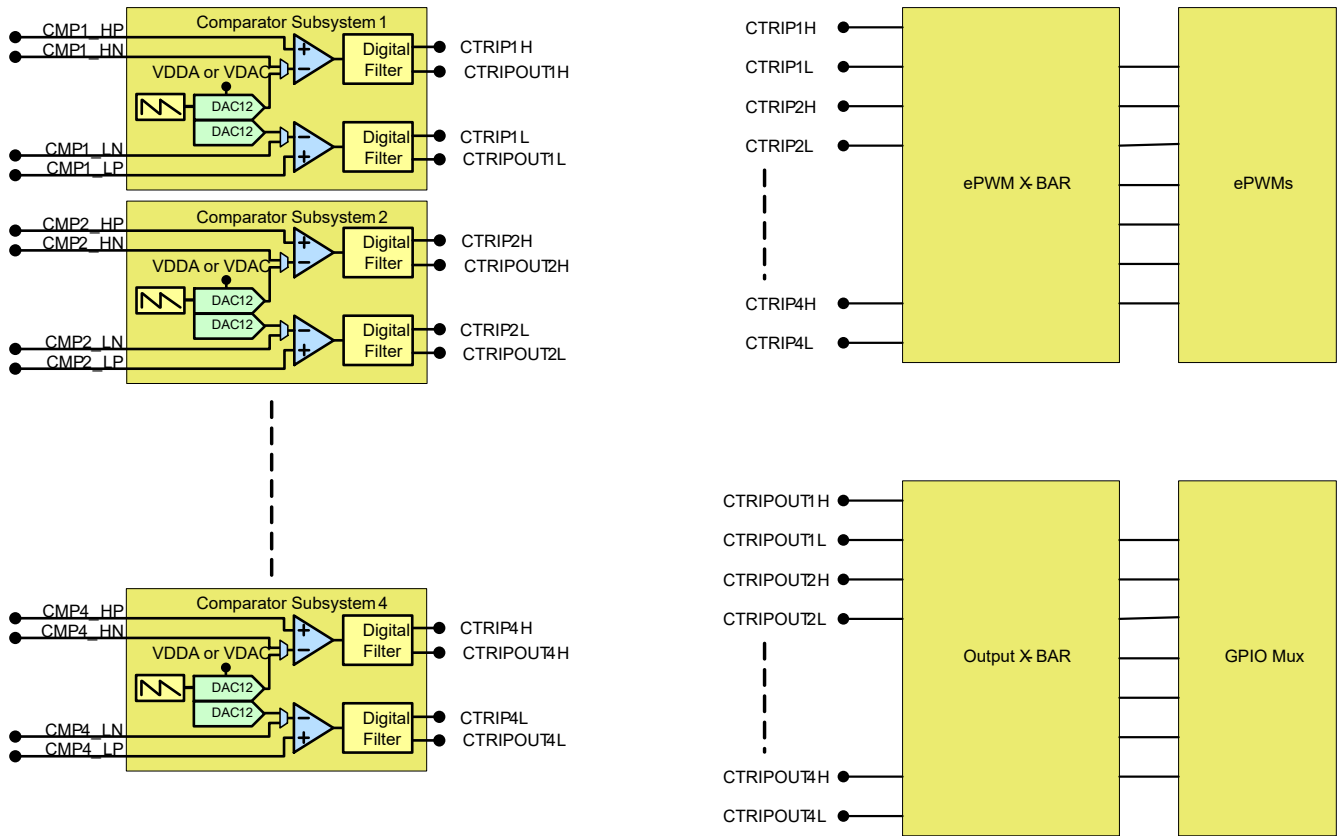 Comparator Subsystem 1
CMP1_HP
CMP1_HN
VDDA or VDAC
DAC12
DAC12
CMP1_LN
CMP1_LP
Digital
Filter
CTRIP1H
CTRIPOUT1H
Digital
Filter
CTRIP1L
CTRIPOUT1L
Comparator Subsystem 2
CMP2_HP
CMP2_HN
VDDA or VDAC
DAC12
DAC12
CMP2_LN
CMP2_LP
Digital
Filter
CTRIP2H
CTRIPOUT2H
Digital
Filter
CTRIP2L
CTRIPOUT2L
Comparator Subsystem 4
CMP4_HP
CMP4_HN
VDDA or VDAC
DAC12
DAC12
CMP4_LN
CMP4_LP
Digital
Filter
CTRIP4H
CTRIPOUT4H
Digital
Filter
CTRIP4L
CTRIPOUT4L
CTRIP1H
CTRIP1L
CTRIP2H
CTRIP2L
CTRIP4H
CTRIP4L
ePWM X-BAR
ePWMs
CTRIPOUT1H
CTRIPOUT1L
CTRIPOUT2H
CTRIPOUT2L
CTRIPOUT4H
CTRIPOUT4L
Output X-BAR
GPIO Mux